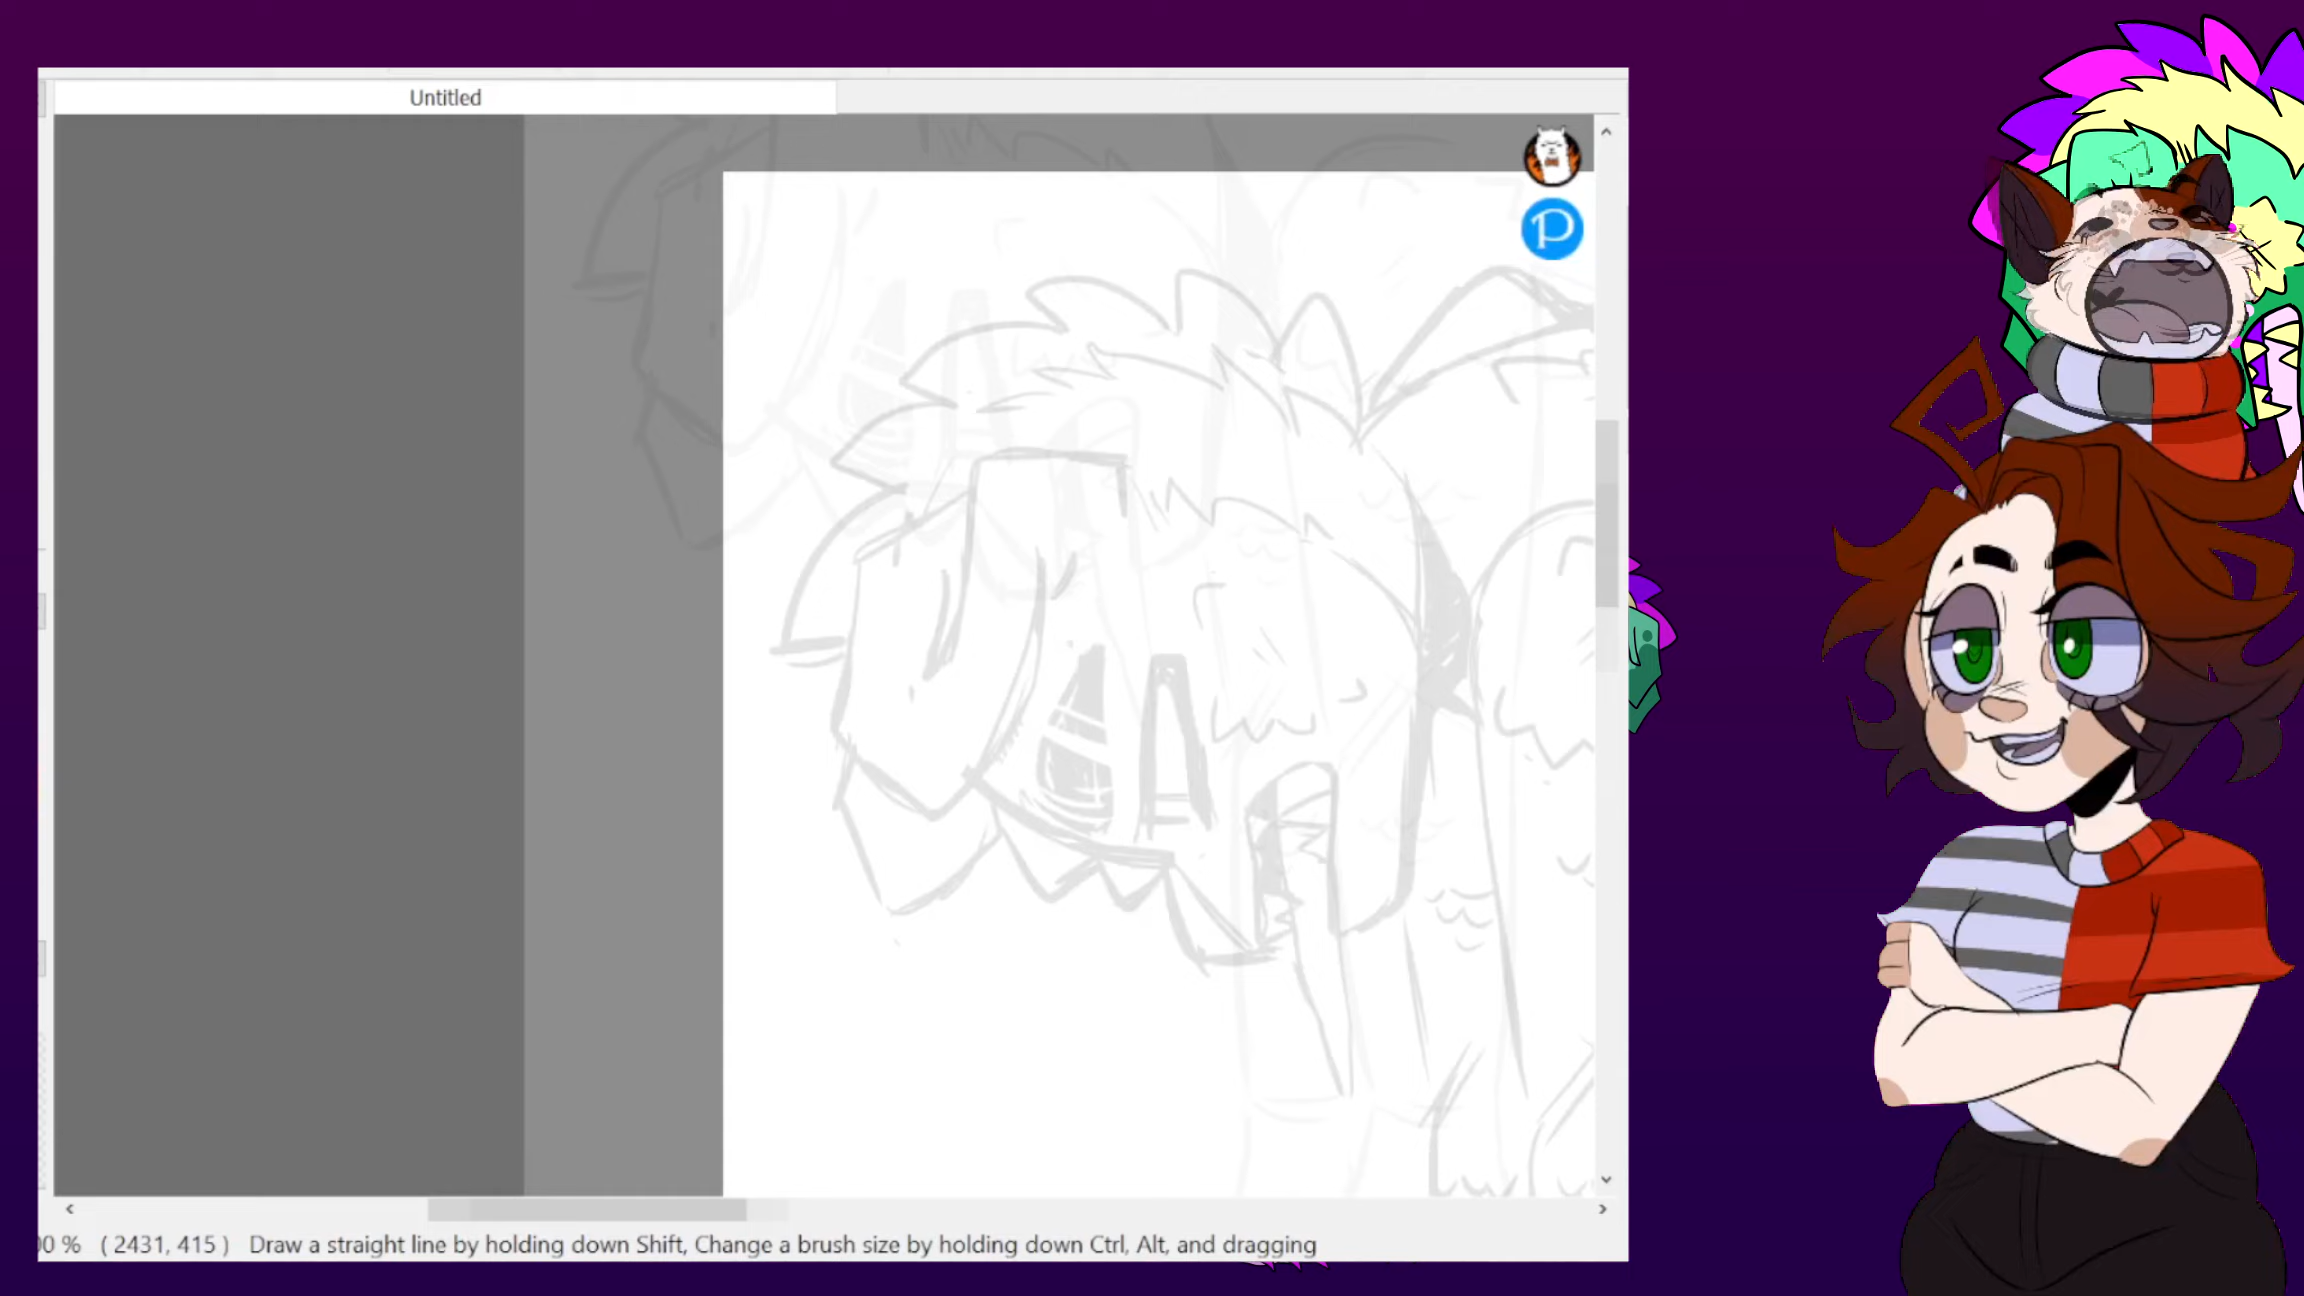 Untitled
P
00 % ( 2431, 415 ) Draw a straight line by holding down Shift, Change a brush size by holding down Ctrl, Alt, and dragging